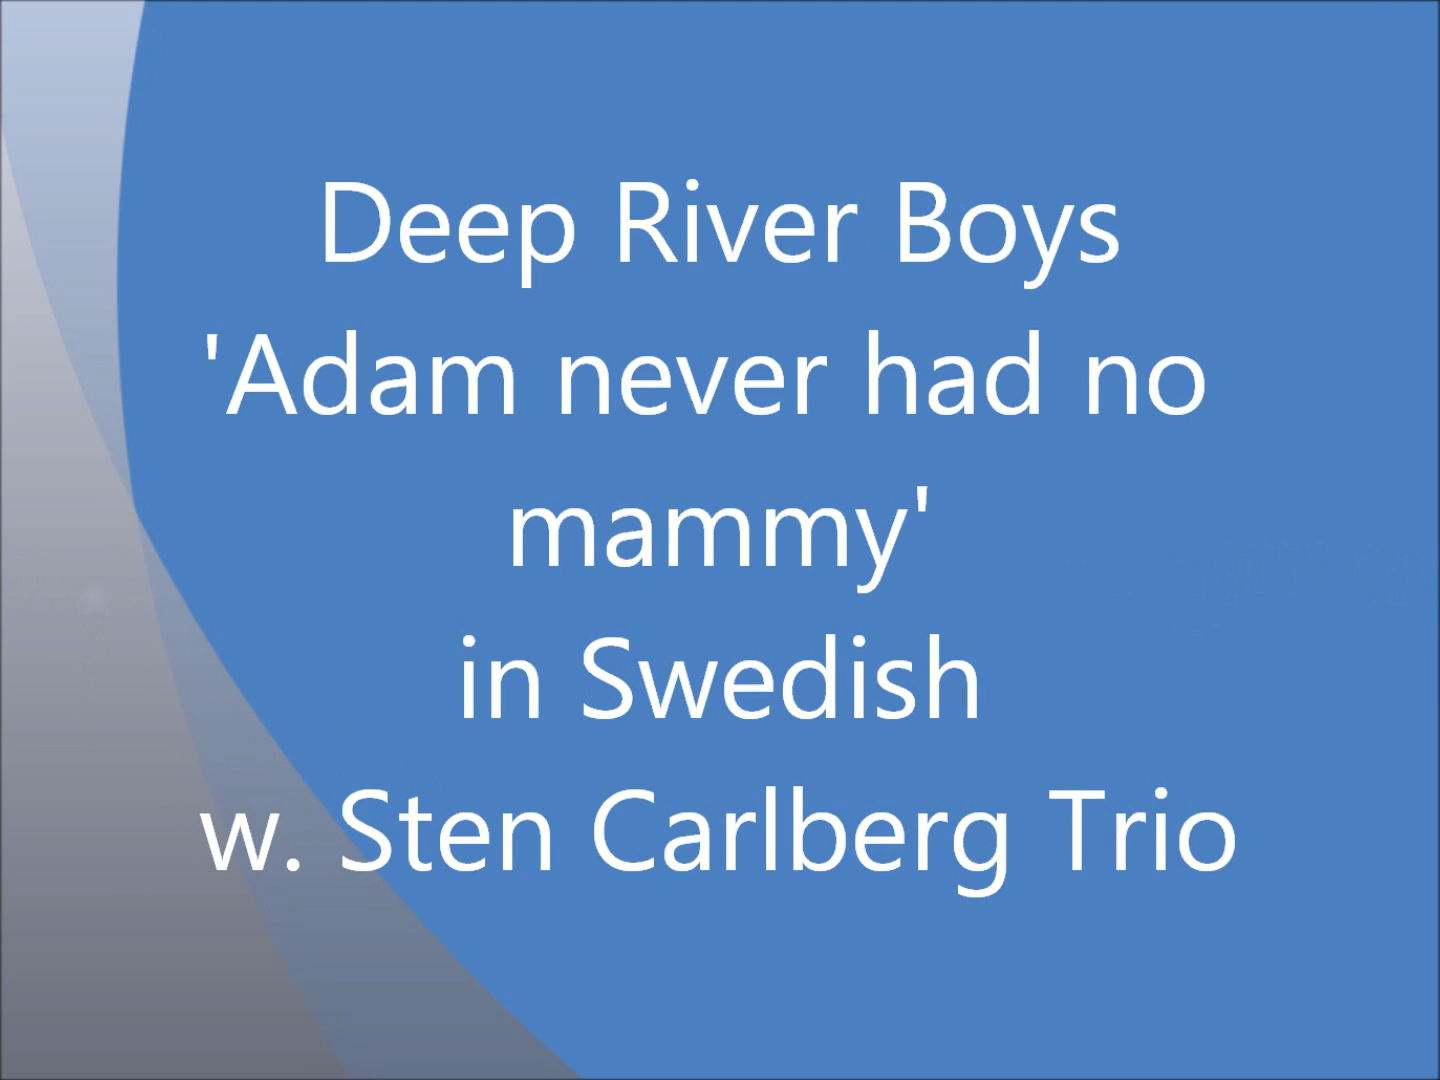 Deep River Boys
'Adam never had no
mammy'
in Swedish
w. Sten Carlberg Trio